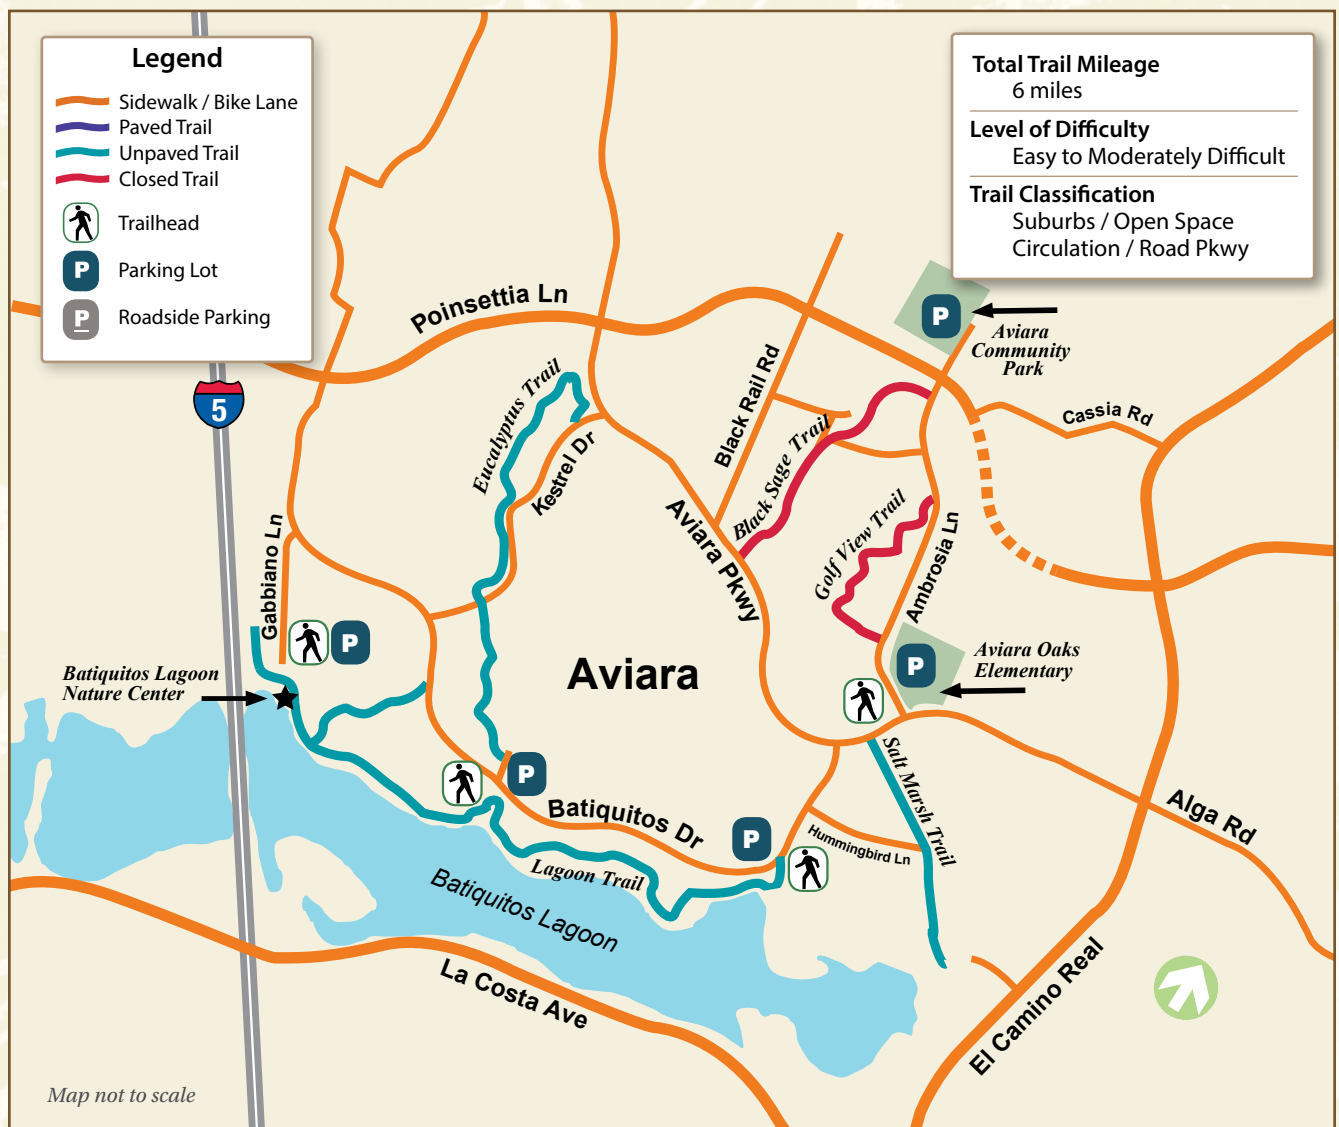 Legend
Sidewalk / Bike Lane
Paved Trail
Unpaved Trail
Closed Trail
Trailhead
P
Parking Lot
P
Roadside Parking
Total Trail Mileage
6 miles
Level of Difficulty
Easy to Moderately Difficult
Trail Classification
Suburbs / Open Space
Circulation / Road Pkwy
Poinsettia Ln
P
Aviara
Community
Park
5
Eucalyptus Trail
Kestrel Dr
Black Rail Rd
Cassia Rd
Black Sage Trail
Aviara Pkwy
Golf View Trail
Ambrosia Ln
Gabbiano Ln
P
Batiquitos Lagoon
Nature Center
Aviara
P
Aviara Oaks
Elementary
Salt Marsh Trail
P
Batiquitos Dr
P
Hummingbird Ln
Alga Rd
Lagoon Trail
Batiquitos Lagoon
La Costa Ave
El Camino Real
Map not to scale